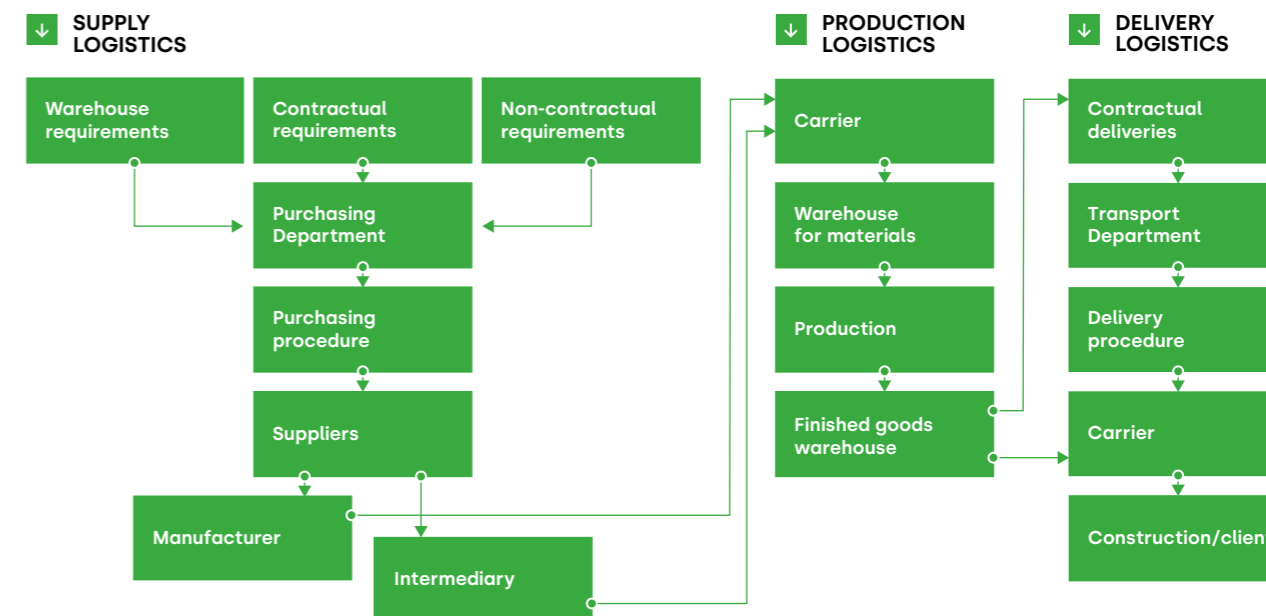 SUPPLY
LOGISTICS
Warehouse
requirements
Contractual
requirements
Non-contractual
requirements
Purchasing
Department
Purchasing
procedure
Suppliers
Manufacturer
Intermediary
PRODUCTION
LOGISTICS
Carrier
Warehouse
for materials
Production
Finished goods
warehouse
DELIVERY
LOGISTICS
Contractual
deliveries
Transport
Department
Delivery
procedure
Carrier
Construction/client